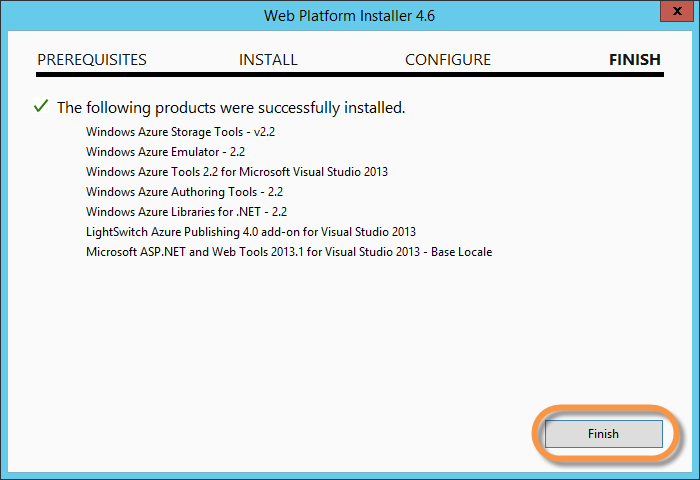 Web Platform Installer 4.6
x
PREREQUISITES INSTALL CONFIGURE FINISH
The following products were successfully installed.
Windows Azure Storage Tools - v2.2
Windows Azure Emulator - 2.2
Windows Azure Tools 2.2 for Microsoft Visual Studio 2013
Windows Azure Authoring Tools - 2.2
Windows Azure Libraries for .NET - 2.2
LightSwitch Azure Publishing 4.0 add-on for Visual Studio 2013
Microsoft ASP.NET and Web Tools 2013.1 for Visual Studio 2013 - Base Locale
Finish